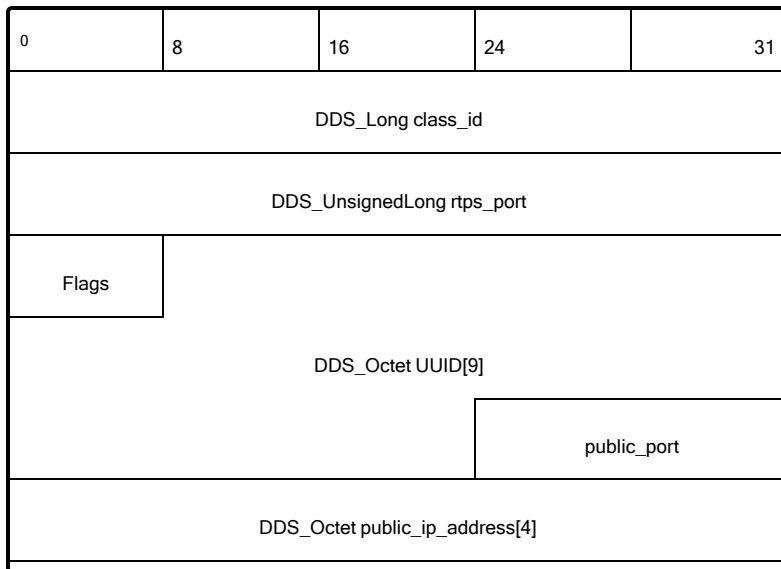 0 8 16 24 31
DDS_Long class_id
DDS_UnsignedLong rtps_port
Flags
DDS_Octet UUID[9]
public_port
DDS_Octet public_ip_address[4]